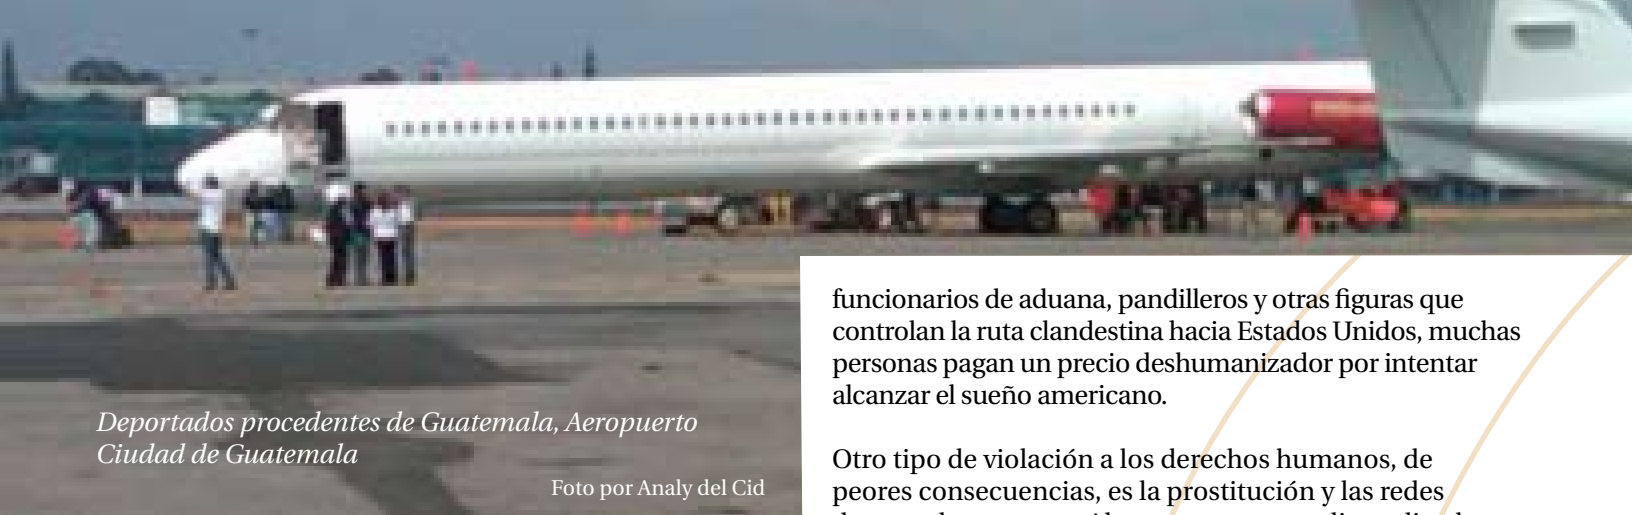 Deportados procedentes de Guatemala, Aeropuerto
Ciudad de Guatemala
Foto por Analy del Cid
funcionarios de aduana, pandilleros y otras figuras que
controlan la ruta clandestina hacia Estados Unidos, muchas
personas pagan un precio deshumanizador por intentar
alcanzar el sueño americano.
Otro tipo de violación a los derechos humanos, de
peores consecuencias, es la prostitución y las redes